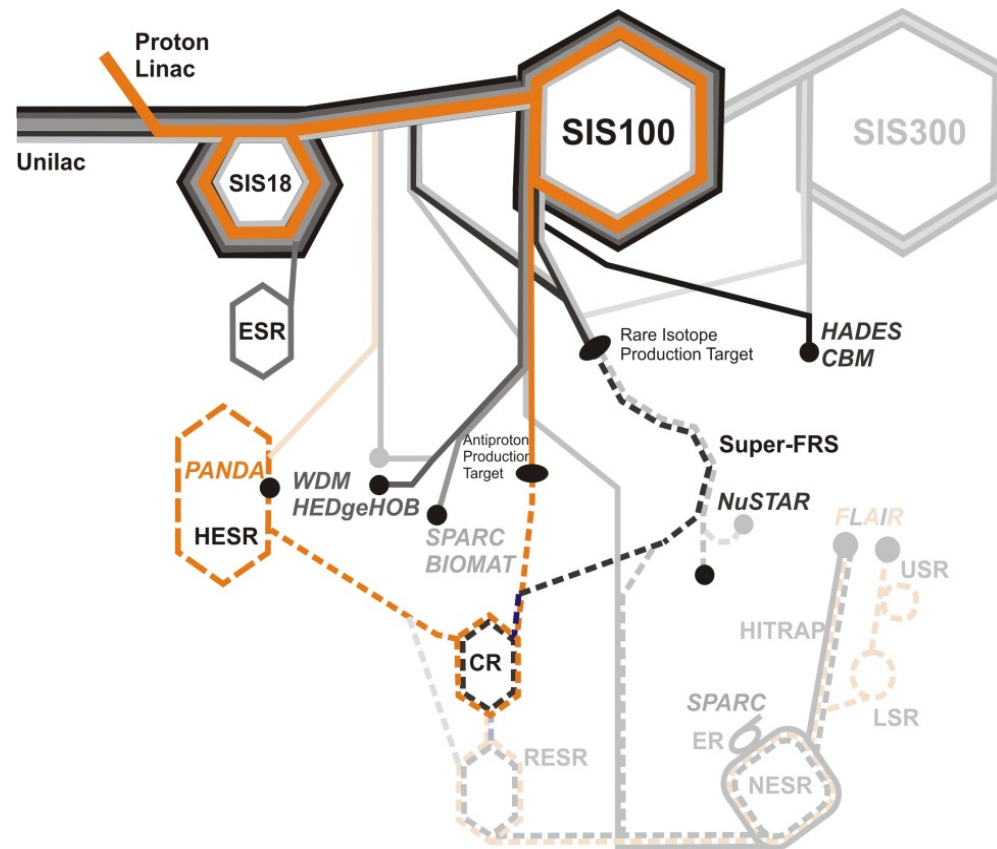 Proton
Linac
Unilac
SIS18
SIS100
SIS300
ESR
Rare Isotope
Production Target
HADES
CBM
Antiproton
Production
Target
Super-FRS
PANDA
WDM
HEDgeHOB
HESR
SPARC
BIOMAT
NuSTAR
FLAIR
USR
HITRAP
CR
LSR
SPARC
ER
RESR
NESR